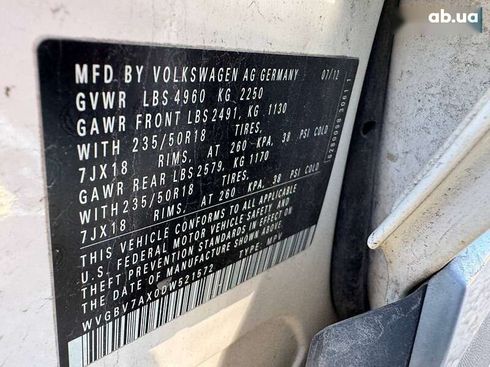 ab.ua
MFD BY VOLKSWAGEN AG GERMANY 07/12
GVWR LBS 4960 KG 2250
GAWR FRONT LBS 2491, KG 1130
WITH 235/50R18 TIRES,
7JX18 RIMS, AT 260 KPA, 38 PSI COLD
GAWR REAR LBS 2579, KG 1170
WITH 235/50R18 TIRES,
7JX18 RIMS, AT 260 KPA, 38 PSI COLD.
THIS VEHICLE CONFORMS TO ALL APPLICABLE
U.S. FEDERAL MOTOR VEHICLE SAFETY AND
THEFT PREVENTION STANDARDS IN EFFECT ON
THE DATE OF MANUFACTURE SHOWN ABOVE.
WVGBV7AX0DW521572 TYPE: MPV